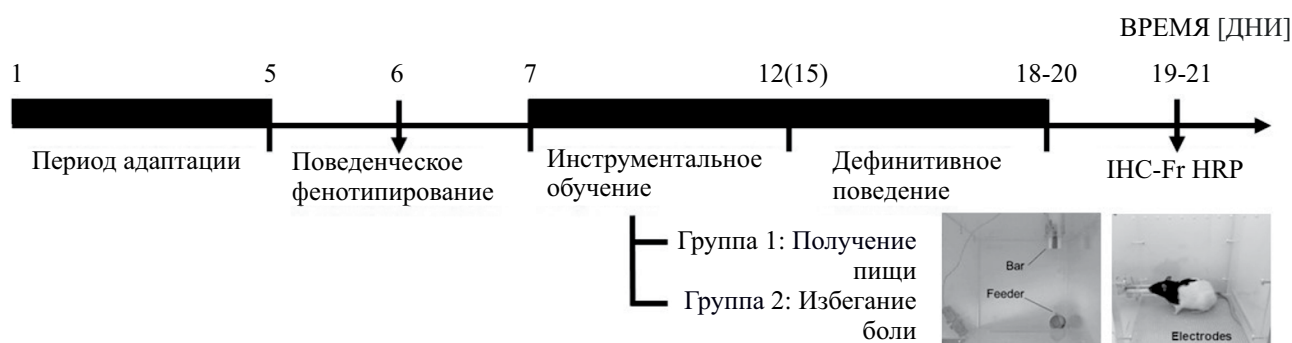 ВРЕМЯ [ДНИ]
1 5 6 7 12(15) 18-20 19-21
Период адаптации
Поведенческое
фенотипирование
Инструментальное
обучение
Дефинитивное
поведение
IHC-Fr HRP
Группа 1: Получение
пищи
Группа 2: Избегание
боли
Bar
Feeder
Electrodes